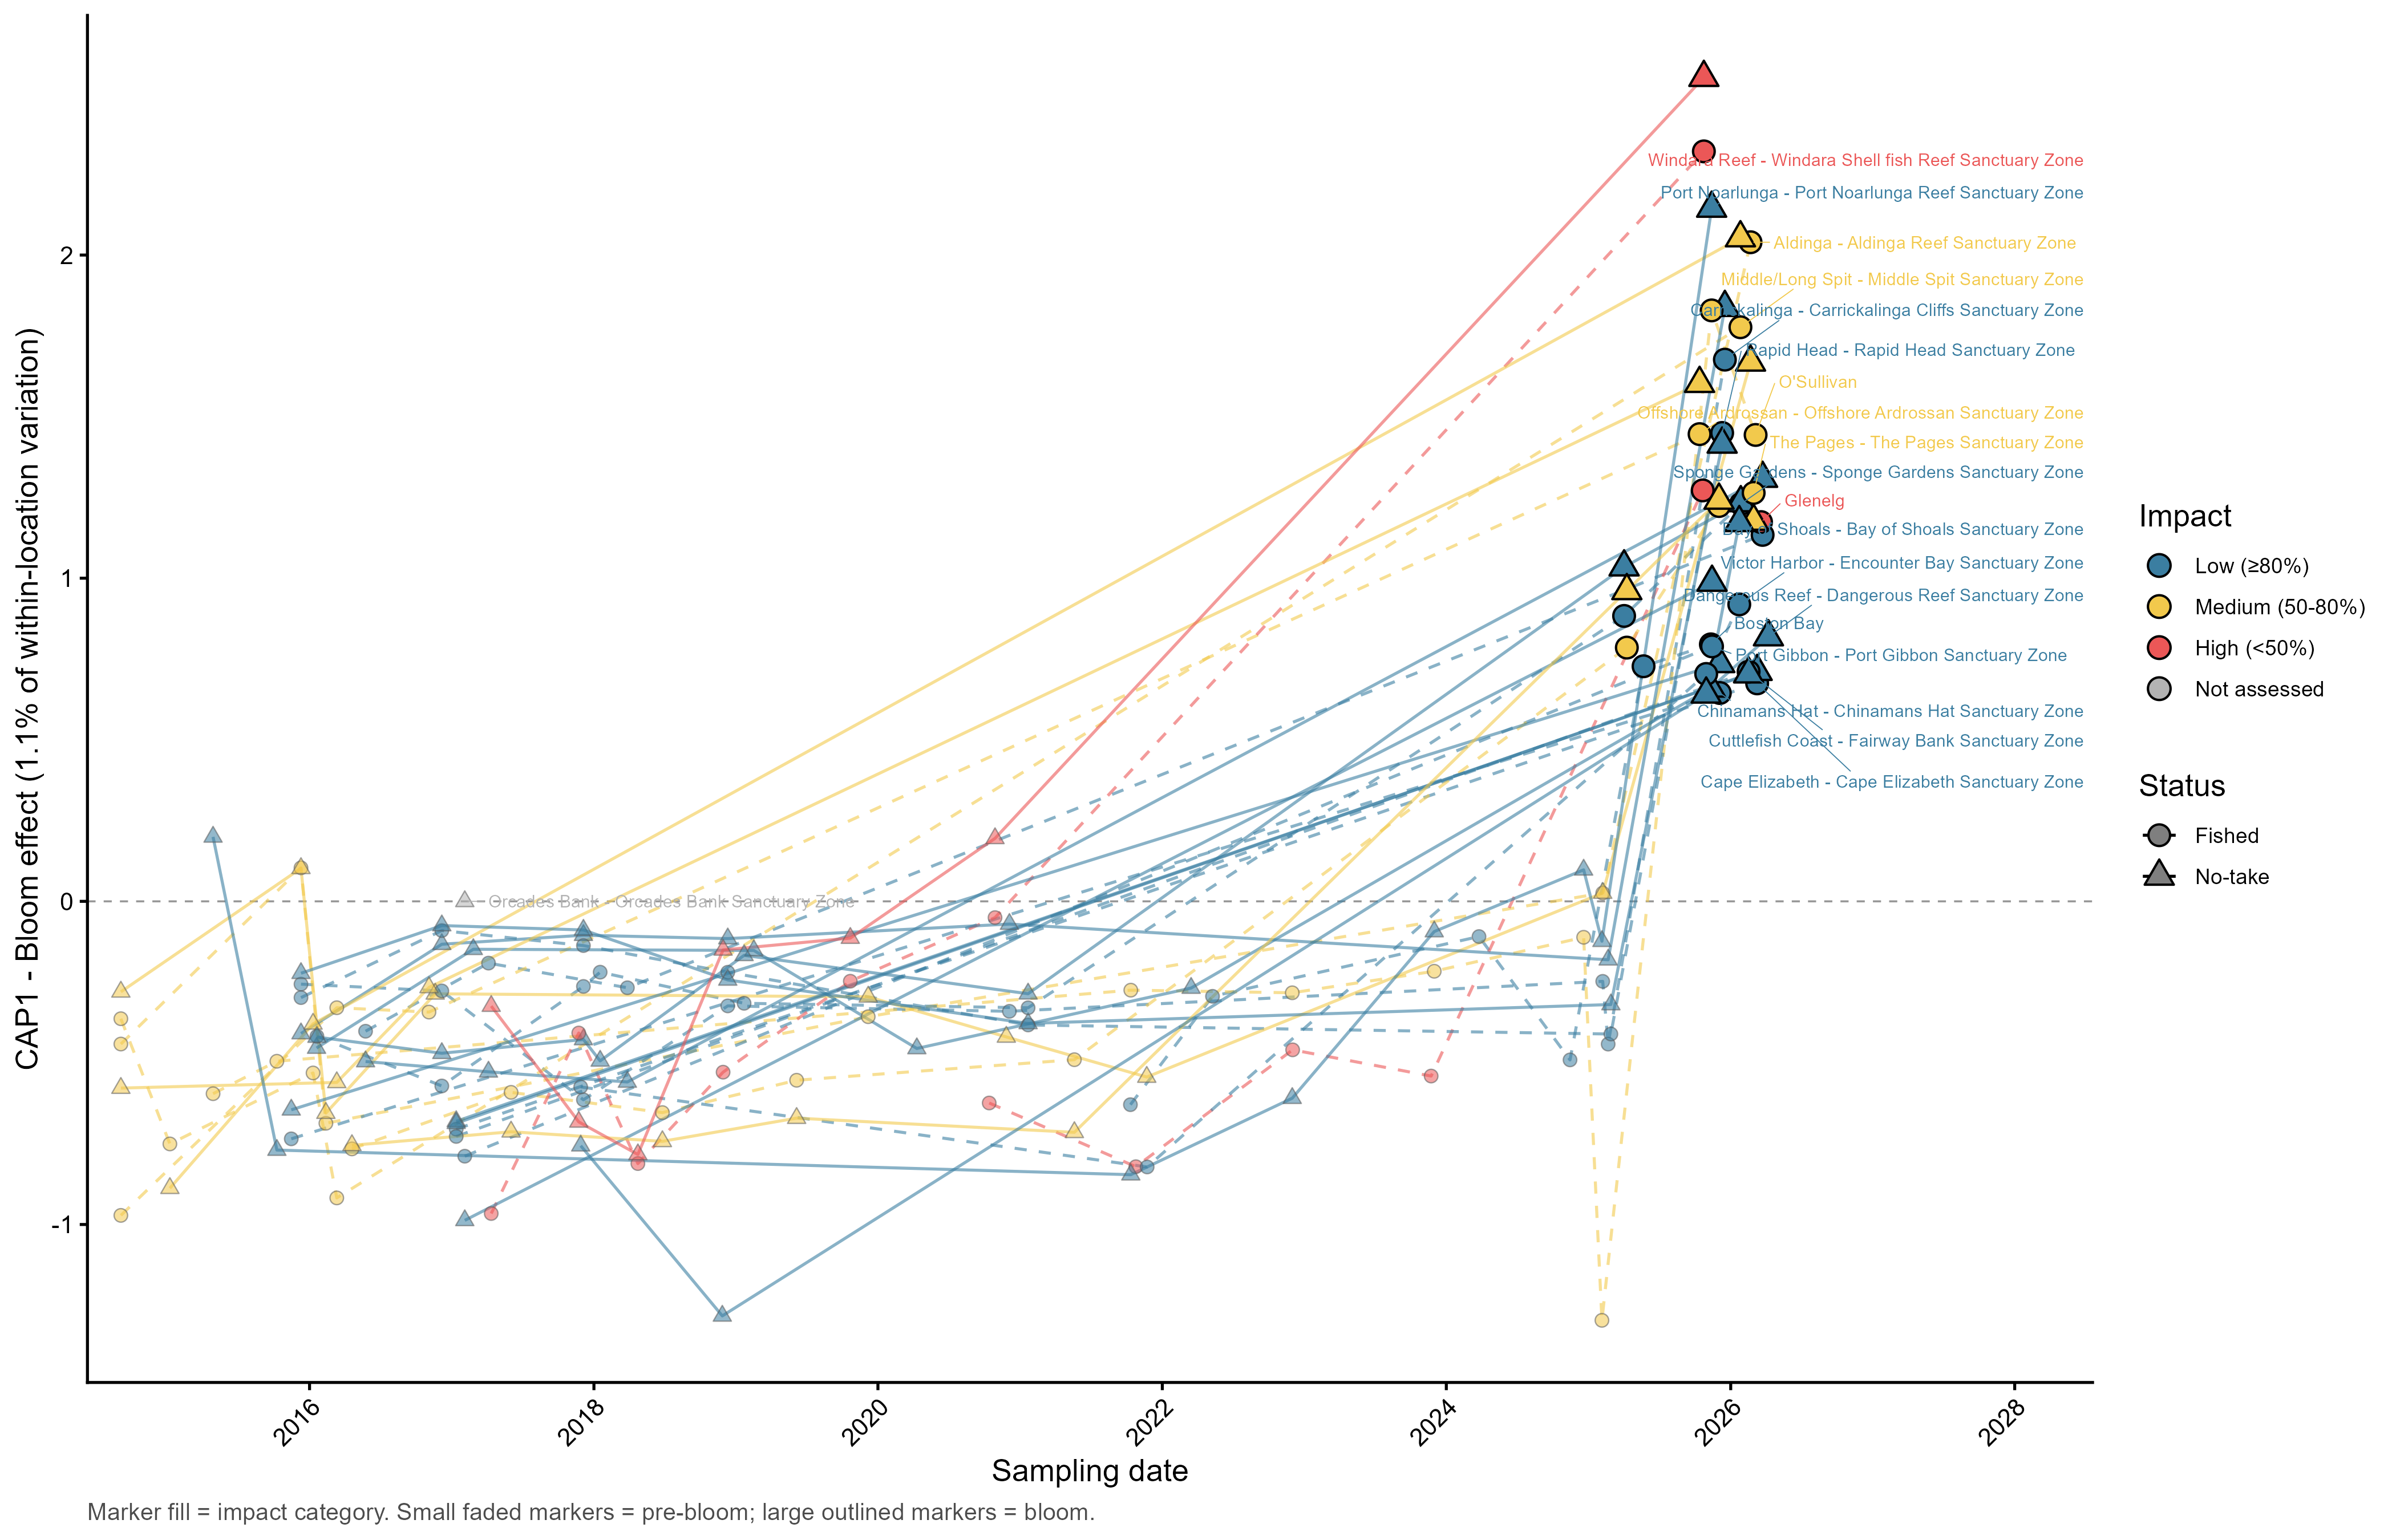 CAP1 - Bloom effect (1.1% of within-location variation)
2
1
0
-1
Windara Reef - Windara Shell fish Reef Sanctuary Zone
Port Noarlunga - Port Noarlunga Reef Sanctuary Zone
Aldinga - Aldinga Reef Sanctuary Zone
Middle/Long Spit - Middle Spit Sanctuary Zone
Carrickalinga - Carrickalinga Cliffs Sanctuary Zone
Rapid Head - Rapid Head Sanctuary Zone
O'Sullivan
Offshore Ardrossan - Offshore Ardrossan Sanctuary Zone
The Pages - The Pages Sanctuary Zone
Sponge Gardens - Sponge Gardens Sanctuary Zone
Glenelg
Bay of Shoals - Bay of Shoals Sanctuary Zone
Victor Harbor - Encounter Bay Sanctuary Zone
Dangerous Reef - Dangerous Reef Sanctuary Zone
Boston Bay
Port Gibbon - Port Gibbon Sanctuary Zone
Chinamans Hat - Chinamans Hat Sanctuary Zone
Cuttlefish Coast - Fairway Bank Sanctuary Zone
Cape Elizabeth - Cape Elizabeth Sanctuary Zone
Orcades Bank - Orcades Bank Sanctuary Zone
Impact
Low (≥80%)
Medium (50-80%)
High (<50%)
Not assessed
Status
Fished
No-take
2016
2018
2020
2022
2024
2026
2028
Sampling date
Marker fill = impact category. Small faded markers = pre-bloom; large outlined markers = bloom.